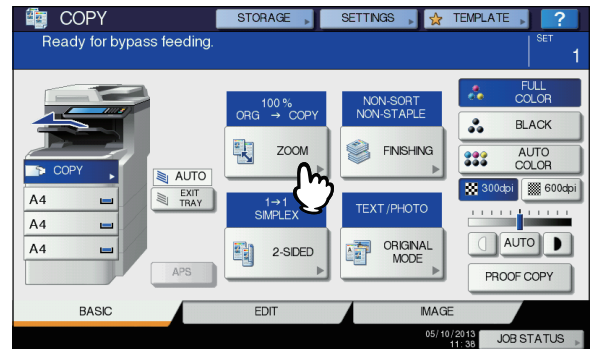 COPY
STORAGE
SETTINGS
TEMPLATE
?
Ready for bypass feeding.
SET
1
100 %
ORG → COPY
ZOOM
NON-SORT
NON-STAPLE
FINISHING
FULL
COLOR
BLACK
AUTO
COLOR
300dpi
600dpi
COPY
A4
A4
A4
AUTO
EXIT
TRAY
APS
1→1
SIMPLEX
2-SIDED
TEXT/PHOTO
ORIGINAL
MODE
AUTO
PROOF COPY
BASIC
EDIT
IMAGE
05/10/2013
11:38
JOB STATUS